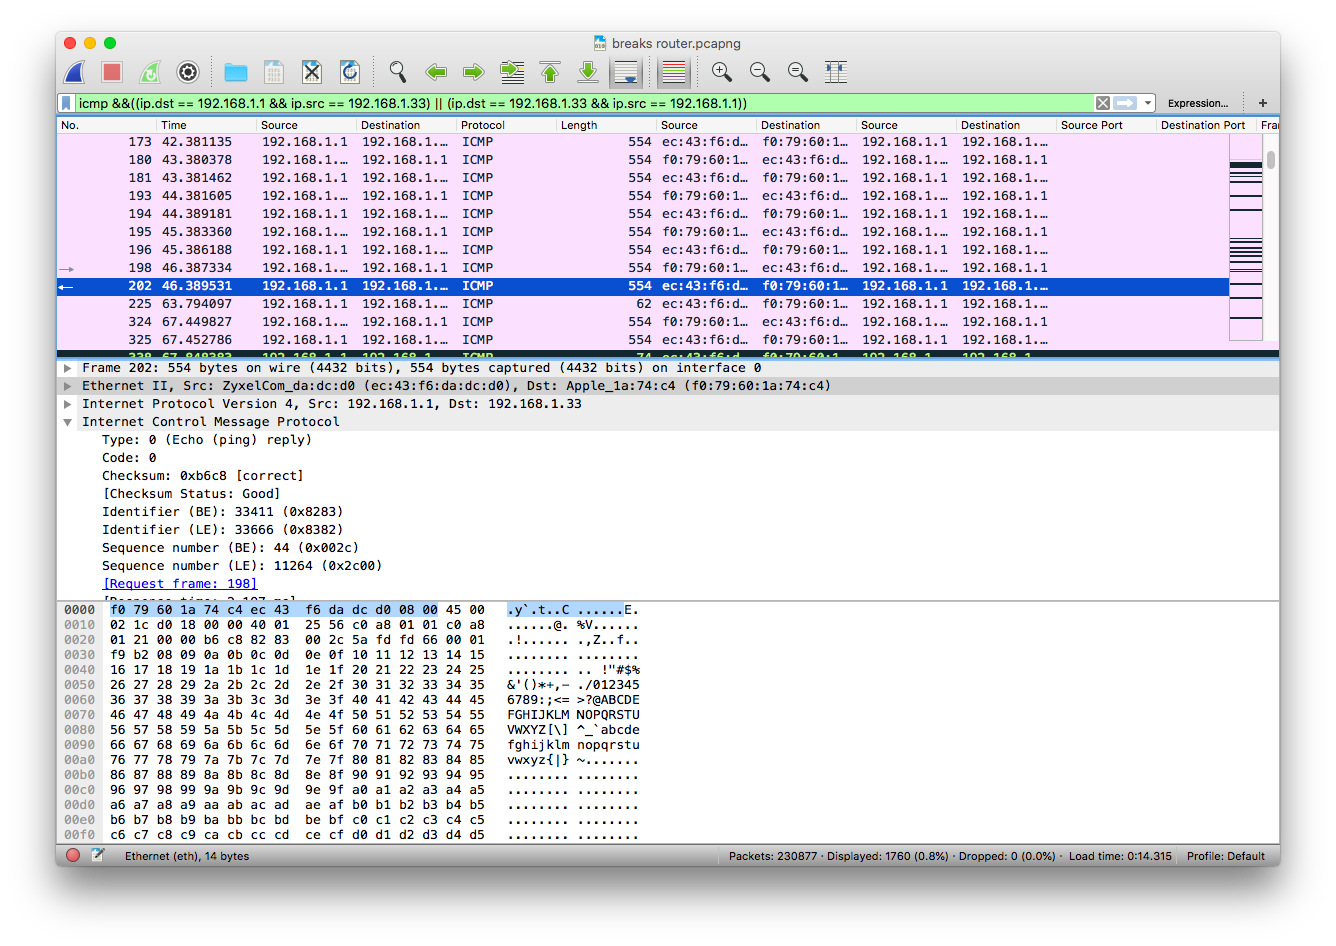 breaks router.pcapng
icmp &&((ip.dst == 192.168.1.1 && ip.src == 192.168.1.33) || (ip.dst == 192.168.1.33 && ip.src == 192.168.1.1)) Expression... +
No. Time Source Destination Protocol Length Source Destination Source Destination Source Port Destination Port Fra
173 42.381135 192.168.1.1 192.168.1.… ICMP 554 ec:43:f6:d… f0:79:60:1… 192.168.1.1 192.168.1.…
180 43.380378 192.168.1.… 192.168.1.1 ICMP 554 f0:79:60:1… ec:43:f6:d… 192.168.1.… 192.168.1.1
181 43.381462 192.168.1.1 192.168.1.… ICMP 554 ec:43:f6:d… f0:79:60:1… 192.168.1.1 192.168.1.…
193 44.381605 192.168.1.… 192.168.1.1 ICMP 554 f0:79:60:1… ec:43:f6:d… 192.168.1.… 192.168.1.1
194 44.389181 192.168.1.1 192.168.1.… ICMP 554 ec:43:f6:d… f0:79:60:1… 192.168.1.1 192.168.1.…
195 45.383360 192.168.1.… 192.168.1.1 ICMP 554 f0:79:60:1… ec:43:f6:d… 192.168.1.… 192.168.1.1
196 45.386188 192.168.1.1 192.168.1.… ICMP 554 ec:43:f6:d… f0:79:60:1… 192.168.1.1 192.168.1.…
198 46.387334 192.168.1.… 192.168.1.1 ICMP 554 f0:79:60:1… ec:43:f6:d… 192.168.1.… 192.168.1.1
202 46.389531 192.168.1.1 192.168.1.… ICMP 554 ec:43:f6:d… f0:79:60:1… 192.168.1.1 192.168.1.…
225 63.794097 192.168.1.1 192.168.1.… ICMP 62 ec:43:f6:d… f0:79:60:1… 192.168.1.1 192.168.1.…
324 67.449827 192.168.1.… 192.168.1.1 ICMP 554 f0:79:60:1… ec:43:f6:d… 192.168.1.… 192.168.1.1
325 67.452786 192.168.1.1 192.168.1.… ICMP 554 ec:43:f6:d… f0:79:60:1… 192.168.1.1 192.168.1.…
Frame 202: 554 bytes on wire (4432 bits), 554 bytes captured (4432 bits) on interface 0
Ethernet II, Src: ZyxelCom_da:dc:d0 (ec:43:f6:da:dc:d0), Dst: Apple_1a:74:c4 (f0:79:60:1a:74:c4)
Internet Protocol Version 4, Src: 192.168.1.1, Dst: 192.168.1.33
Internet Control Message Protocol
Type: 0 (Echo (ping) reply)
Code: 0
Checksum: 0xb6c8 [correct]
[Checksum Status: Good]
Identifier (BE): 33411 (0x8283)
Identifier (LE): 33666 (0x8382)
Sequence number (BE): 44 (0x002c)
Sequence number (LE): 11264 (0x2c00)
[Request frame: 198]
0000 f0 79 60 1a 74 c4 ec 43 f6 da dc d0 08 00 45 00 .y`.t..C ......E.
0010 02 1c d0 18 00 00 40 01 25 56 c0 a8 01 01 c0 a8 ......@. %V......
0020 01 21 00 00 b6 c8 82 83 00 2c 5a fd fd 66 00 01 .!...... .,Z..f..
0030 f9 b2 08 09 0a 0b 0c 0d 0e 0f 10 11 12 13 14 15 ........ ........
0040 16 17 18 19 1a 1b 1c 1d 1e 1f 20 21 22 23 24 25 ........ .. !"#$%
0050 26 27 28 29 2a 2b 2c 2d 2e 2f 30 31 32 33 34 35 &'()*+,- ./012345
0060 36 37 38 39 3a 3b 3c 3d 3e 3f 40 41 42 43 44 45 6789:;<= >?@ABCDE
0070 46 47 48 49 4a 4b 4c 4d 4e 4f 50 51 52 53 54 55 FGHIJKLM NOPQRSTU
0080 56 57 58 59 5a 5b 5c 5d 5e 5f 60 61 62 63 64 65 VWXYZ[\] ^_`abcde
0090 66 67 68 69 6a 6b 6c 6d 6e 6f 70 71 72 73 74 75 fghijklm nopqrstu
00a0 76 77 78 79 7a 7b 7c 7d 7e 7f 80 81 82 83 84 85 vwxyz{|} ~.......
00b0 86 87 88 89 8a 8b 8c 8d 8e 8f 90 91 92 93 94 95 ........ ........
00c0 96 97 98 99 9a 9b 9c 9d 9e 9f a0 a1 a2 a3 a4 a5 ........ ........
00d0 a6 a7 a8 a9 aa ab ac ad ae af b0 b1 b2 b3 b4 b5 ........ ........
00e0 b6 b7 b8 b9 ba bb bc bd be bf c0 c1 c2 c3 c4 c5 ........ ........
00f0 c6 c7 c8 c9 ca cb cc cd ce cf d0 d1 d2 d3 d4 d5 ........ ........
Ethernet (eth), 14 bytes Packets: 230877 · Displayed: 1760 (0.8%) · Dropped: 0 (0.0%) · Load time: 0:14.315 Profile: Default